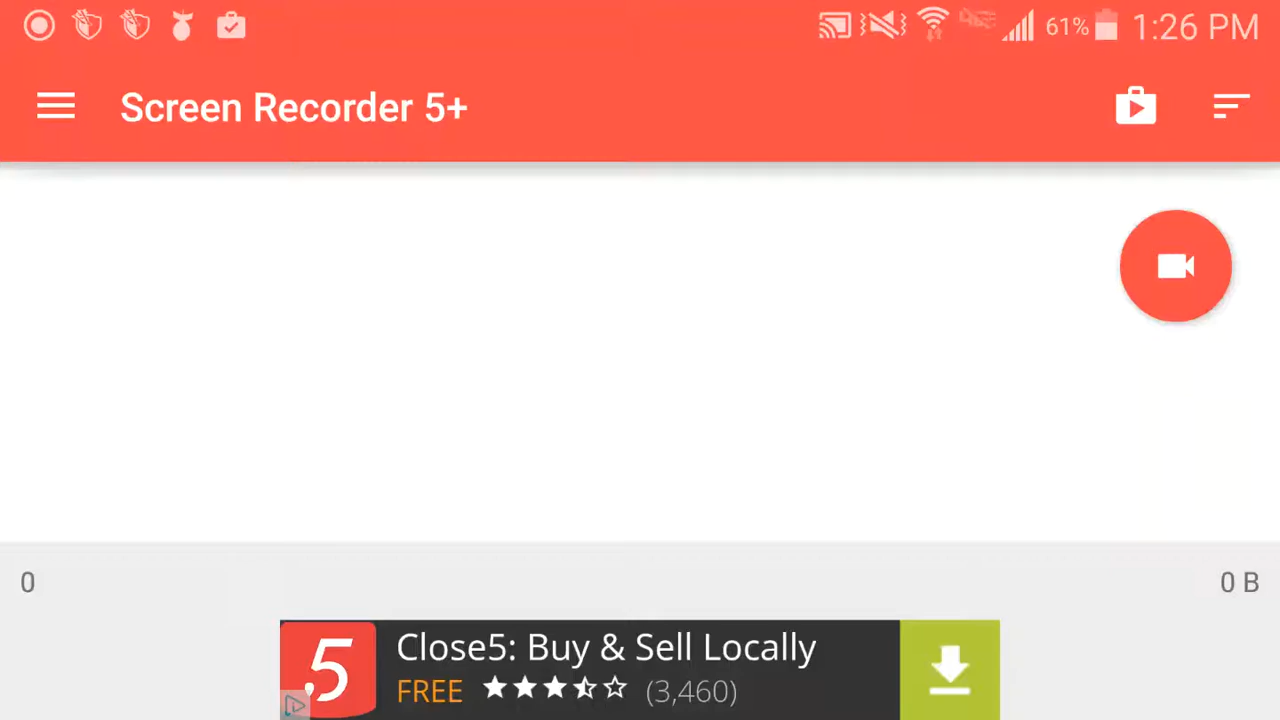 61% 1:26 PM
Screen Recorder 5+
0 0 B
5 Close5: Buy & Sell Locally
FREE (3,460)